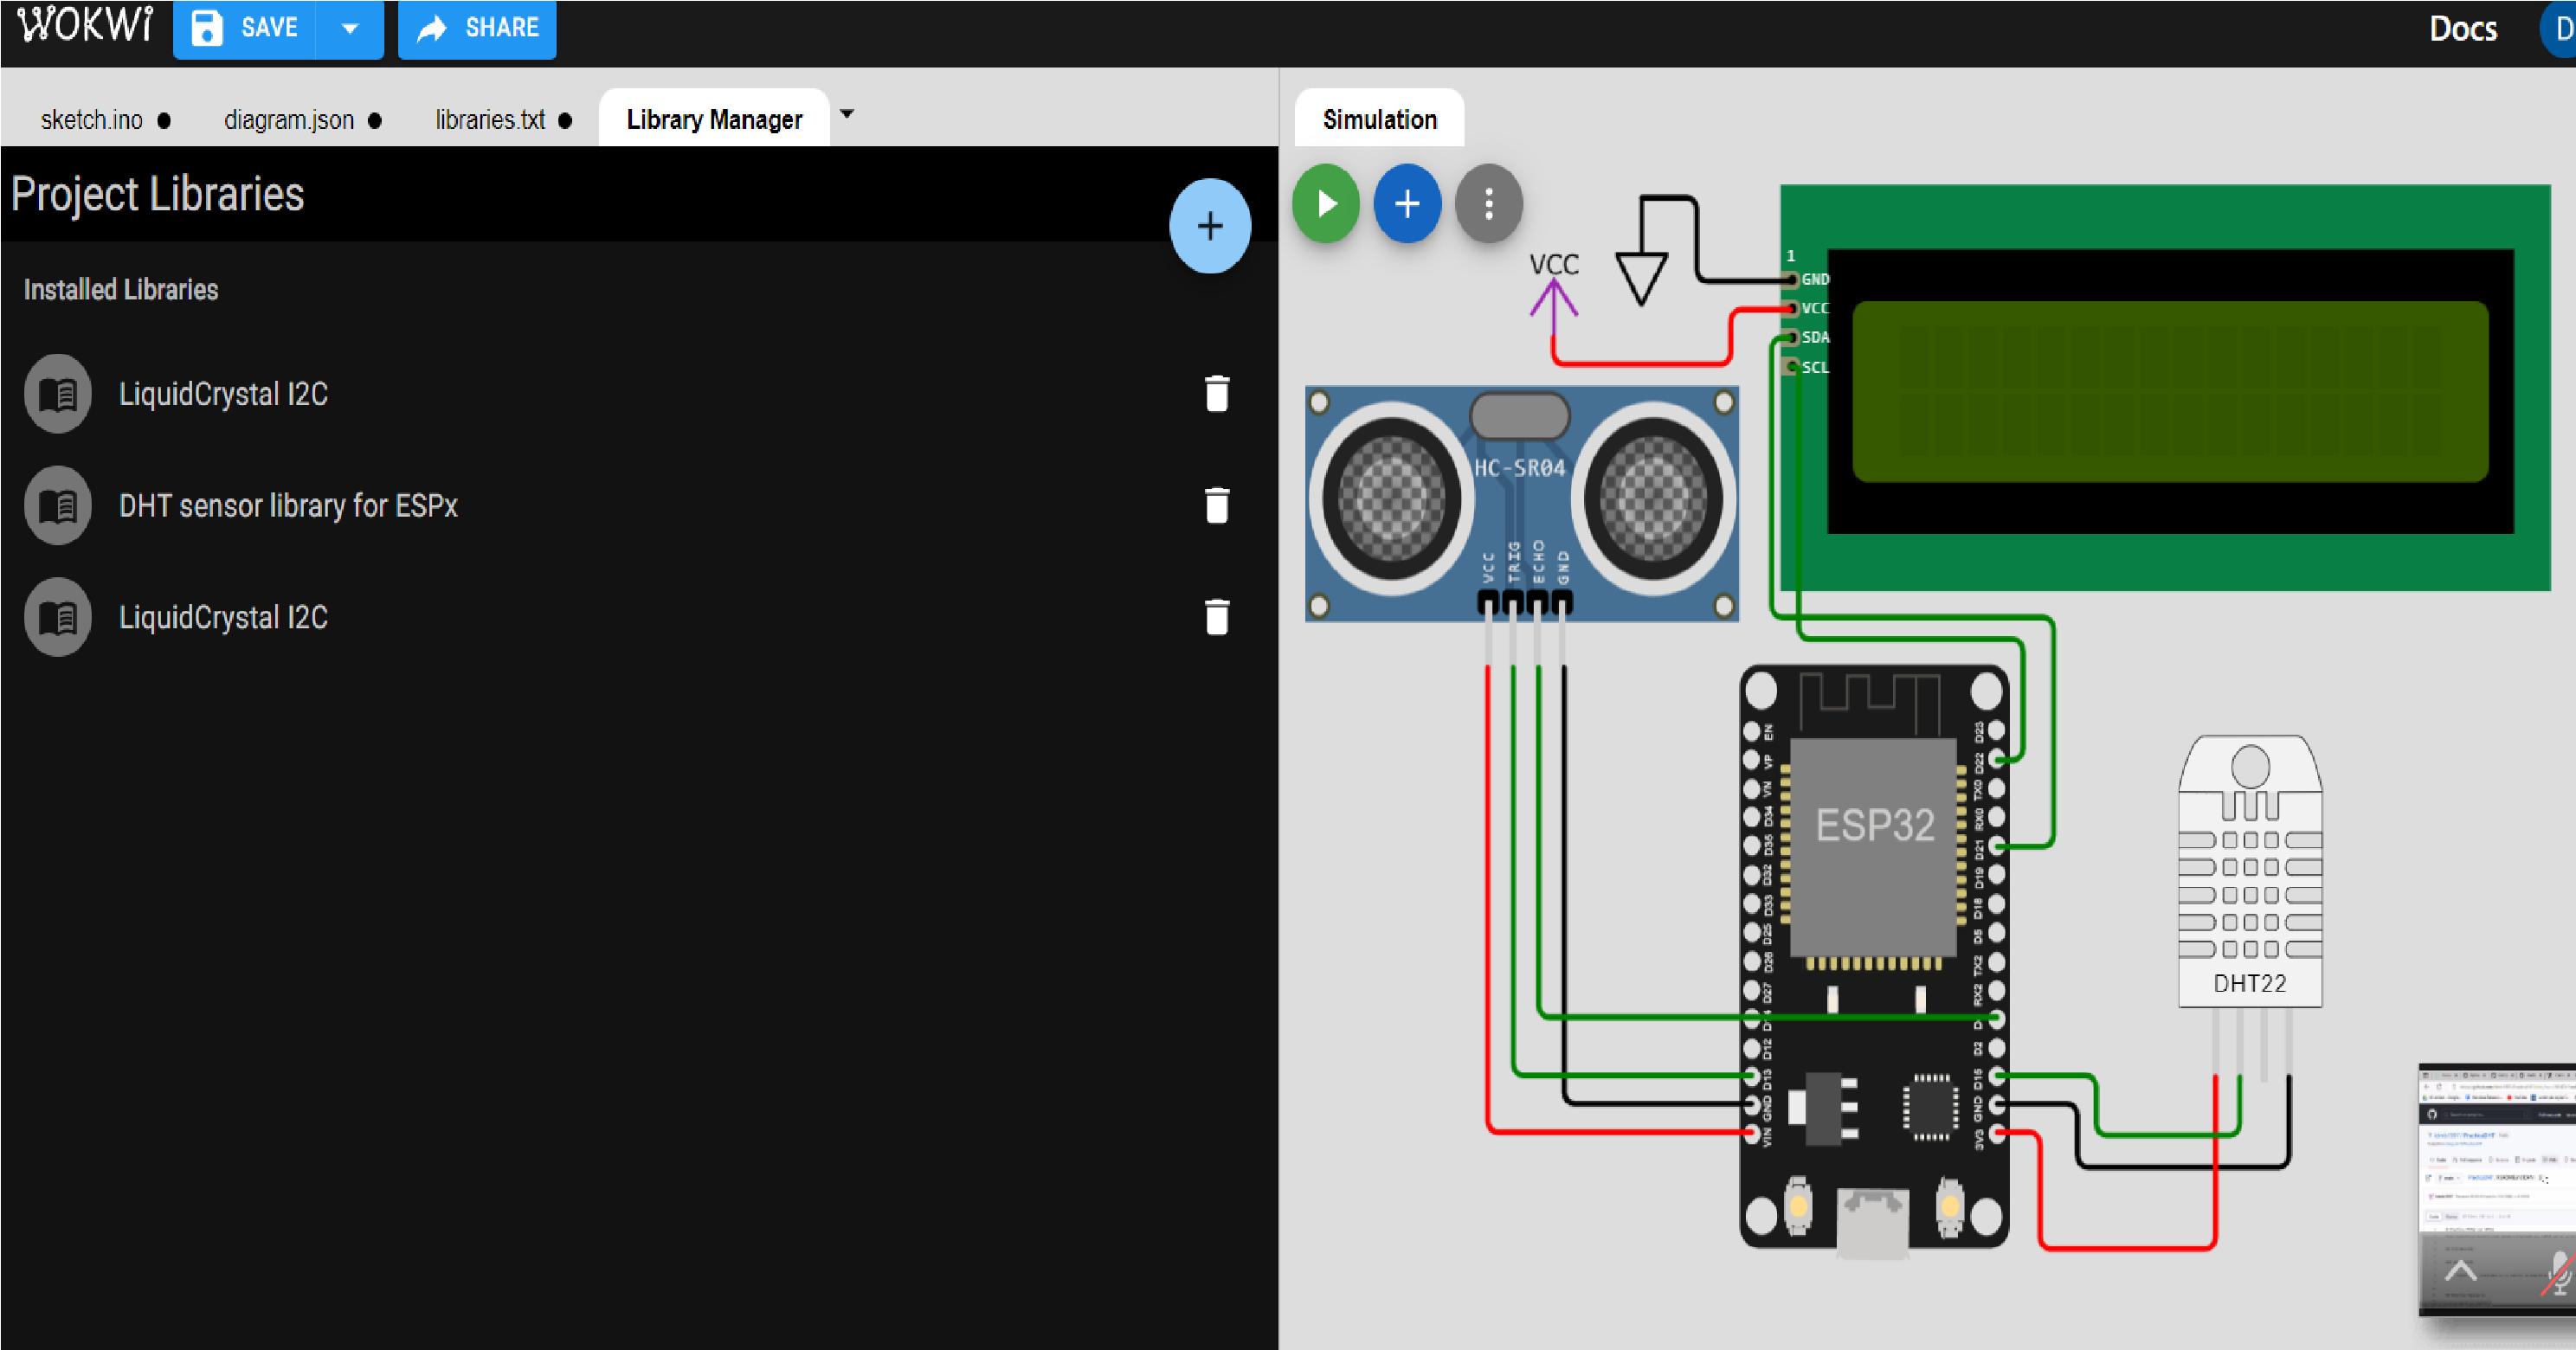 WOKWi SAVE SHARE Docs D
sketch.ino diagram.json libraries.txt Library Manager
Project Libraries
Installed Libraries
LiquidCrystal I2C
DHT sensor library for ESPx
LiquidCrystal I2C
Simulation
VCC
1
GND
VCC
SDA
SCL
HC-SR04
VCC
TRIG
ECHO
GND
ESP32
EN
VP
VN
D34
D35
D32
D33
D25
D26
D27
D14
D12
D13
GND
VIN
D23
D22
TX0
RX0
D21
D19
D18
D5
TX2
RX2
D2
D15
GND
3V3
DHT22